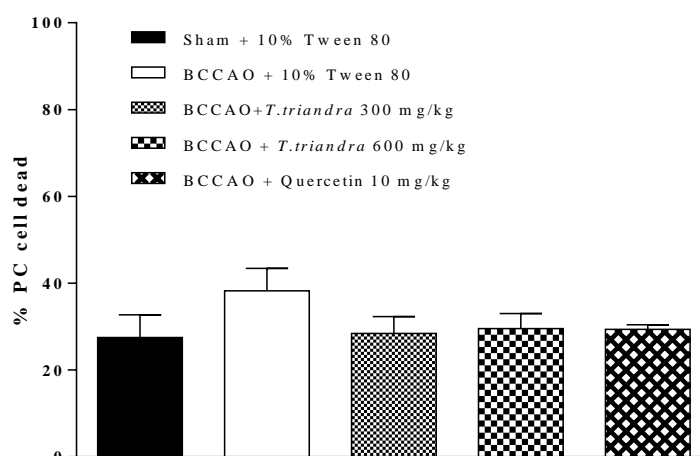 100
Sham + 10% Tween 80
BCCAO + 10% Tween 80
80
BCCAO+T.triandra 300 mg/kg
BCCAO + T.triandra 600 mg/kg
BCCAO + Quercetin 10 mg/kg
60
% PC cell dead
40
20
0